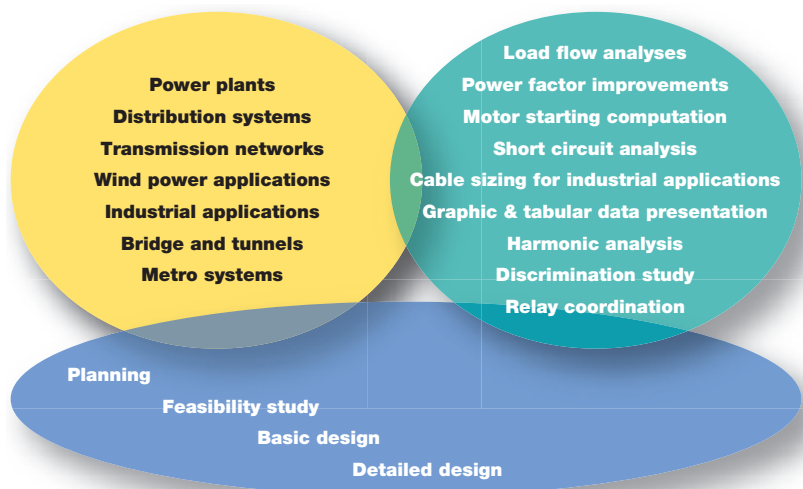 Power plants
Distribution systems
Transmission networks
Wind power applications
Industrial applications
Bridge and tunnels
Metro systems
Load flow analyses
Power factor improvements
Motor starting computation
Short circuit analysis
Cable sizing for industrial applications
Graphic & tabular data presentation
Harmonic analysis
Discrimination study
Relay coordination
Planning
Feasibility study
Basic design
Detailed design